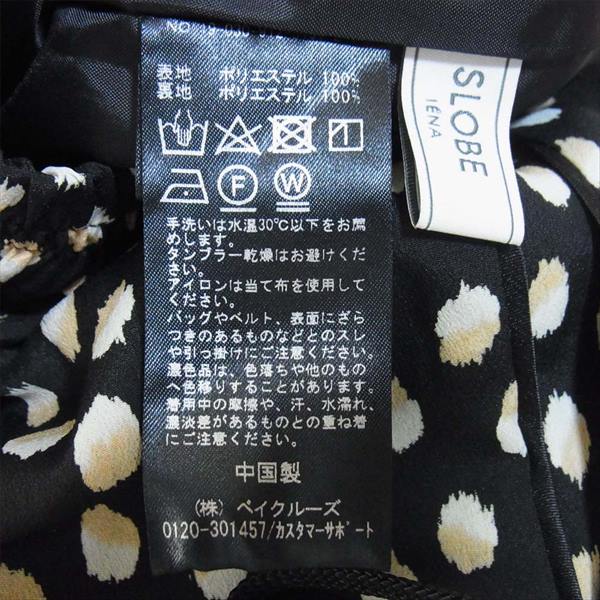 表地 ポリエステル 100%
裏地 ポリエステル 100%
F W
手洗いは水温30℃以下をお薦
めします。
タンブラー乾燥はお避けくだ
さい。
アイロンは当て布を使用して
ください。
バッグやベルト、表面にざら
つきのあるものなどとのスレ
や引っ掛けにご注意ください。
濃色品は、色落ちや他のもの
へ色移りすることがあります。
着用中の摩擦や、汗、水濡れ、
濃淡差があるものとの重ね着
にご注意ください。
中国製
(株) ベイクルーズ
0120-301457/カスタマーサポート
SLOBE
IÉNA